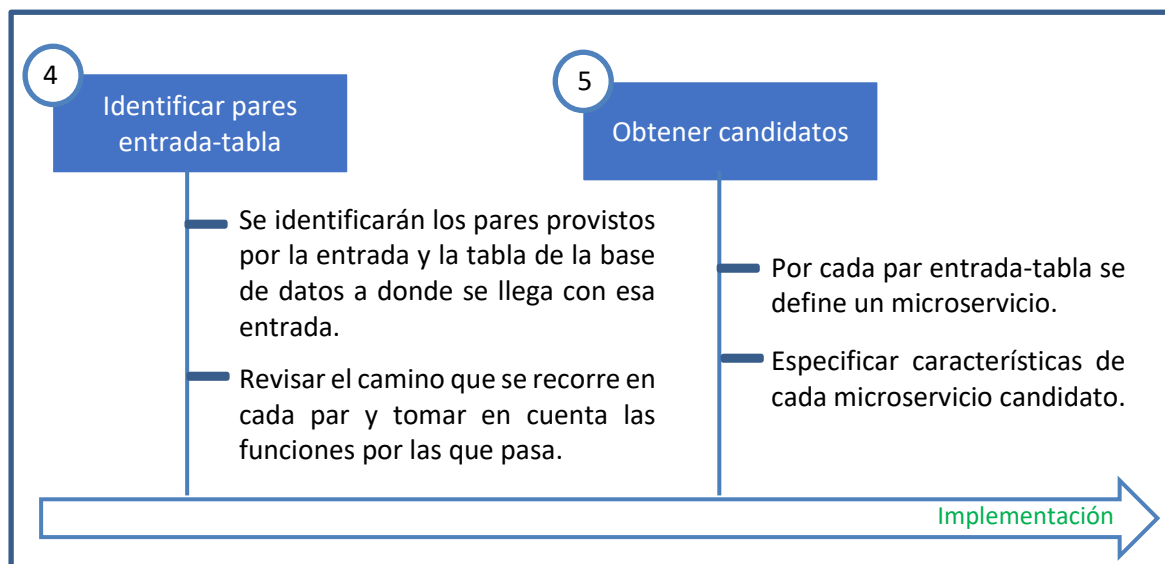 4
Identificar pares
entrada-tabla
Se identificarán los pares provistos
por la entrada y la tabla de la base
de datos a donde se llega con esa
entrada.
Revisar el camino que se recorre en
cada par y tomar en cuenta las
funciones por las que pasa.
5
Obtener candidatos
Por cada par entrada-tabla se
define un microservicio.
Especificar características de
cada microservicio candidato.
Implementación